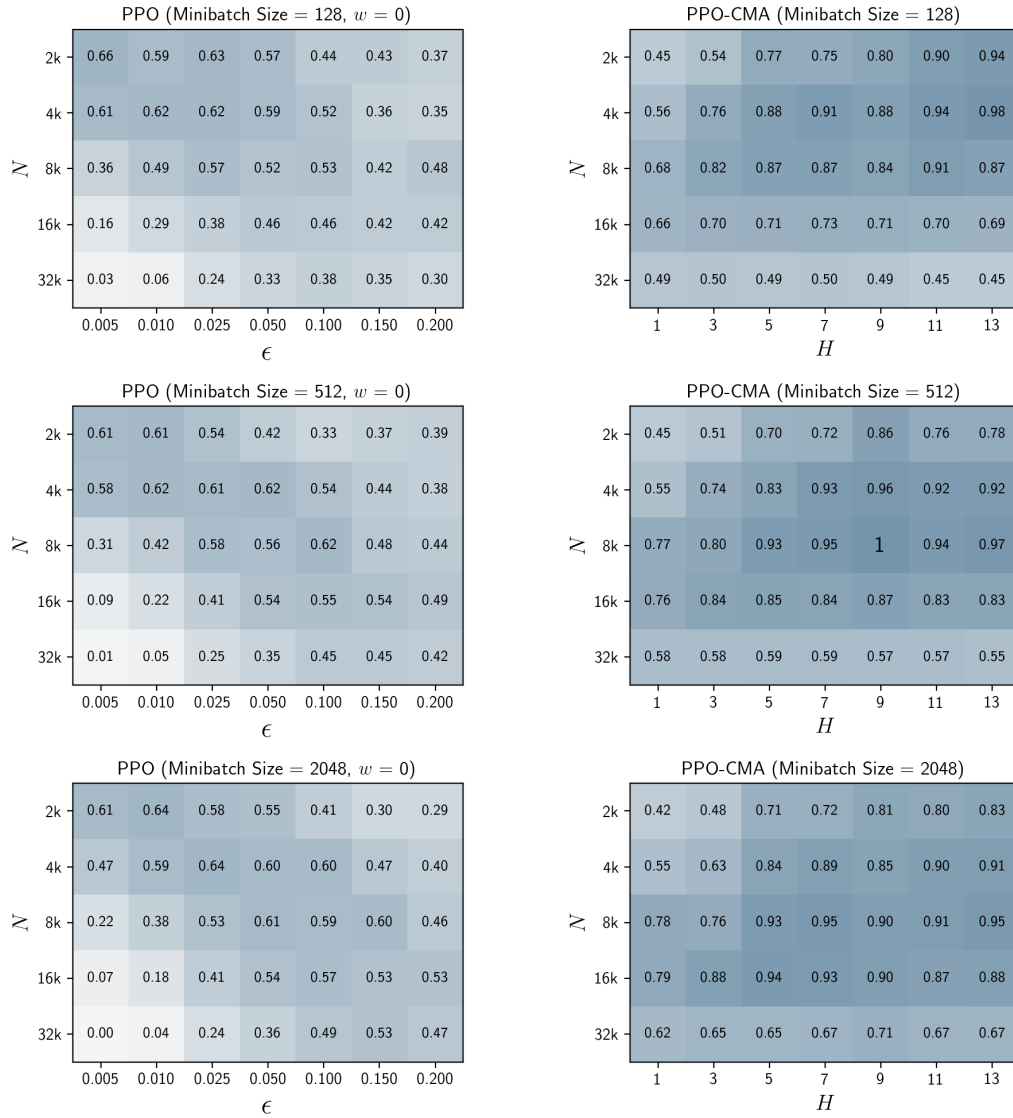 PPO (Minibatch Size = 128, w = 0)
N
2k 0.66 0.59 0.63 0.57 0.44 0.43 0.37
4k 0.61 0.62 0.62 0.59 0.52 0.36 0.35
8k 0.36 0.49 0.57 0.52 0.53 0.42 0.48
16k 0.16 0.29 0.38 0.46 0.46 0.42 0.42
32k 0.03 0.06 0.24 0.33 0.38 0.35 0.30
0.005 0.010 0.025 0.050 0.100 0.150 0.200
ϵ
PPO-CMA (Minibatch Size = 128)
N
2k 0.45 0.54 0.77 0.75 0.80 0.90 0.94
4k 0.56 0.76 0.88 0.91 0.88 0.94 0.98
8k 0.68 0.82 0.87 0.87 0.84 0.91 0.87
16k 0.66 0.70 0.71 0.73 0.71 0.70 0.69
32k 0.49 0.50 0.49 0.50 0.49 0.45 0.45
1 3 5 7 9 11 13
H
PPO (Minibatch Size = 512, w = 0)
N
2k 0.61 0.61 0.54 0.42 0.33 0.37 0.39
4k 0.58 0.62 0.61 0.62 0.54 0.44 0.38
8k 0.31 0.42 0.58 0.56 0.62 0.48 0.44
16k 0.09 0.22 0.41 0.54 0.55 0.54 0.49
32k 0.01 0.05 0.25 0.35 0.45 0.45 0.42
0.005 0.010 0.025 0.050 0.100 0.150 0.200
ϵ
PPO-CMA (Minibatch Size = 512)
N
2k 0.45 0.51 0.70 0.72 0.86 0.76 0.78
4k 0.55 0.74 0.83 0.93 0.96 0.92 0.92
8k 0.77 0.80 0.93 0.95 1 0.94 0.97
16k 0.76 0.84 0.85 0.84 0.87 0.83 0.83
32k 0.58 0.58 0.59 0.59 0.57 0.57 0.55
1 3 5 7 9 11 13
H
PPO (Minibatch Size = 2048, w = 0)
N
2k 0.61 0.64 0.58 0.55 0.41 0.30 0.29
4k 0.47 0.59 0.64 0.60 0.60 0.47 0.40
8k 0.22 0.38 0.53 0.61 0.59 0.60 0.46
16k 0.07 0.18 0.41 0.54 0.57 0.53 0.53
32k 0.00 0.04 0.24 0.36 0.49 0.53 0.47
0.005 0.010 0.025 0.050 0.100 0.150 0.200
ϵ
PPO-CMA (Minibatch Size = 2048)
N
2k 0.42 0.48 0.71 0.72 0.81 0.80 0.83
4k 0.55 0.63 0.84 0.89 0.85 0.90 0.91
8k 0.78 0.76 0.93 0.95 0.90 0.91 0.95
16k 0.79 0.88 0.94 0.93 0.90 0.87 0.88
32k 0.62 0.65 0.65 0.67 0.71 0.67 0.67
1 3 5 7 9 11 13
H